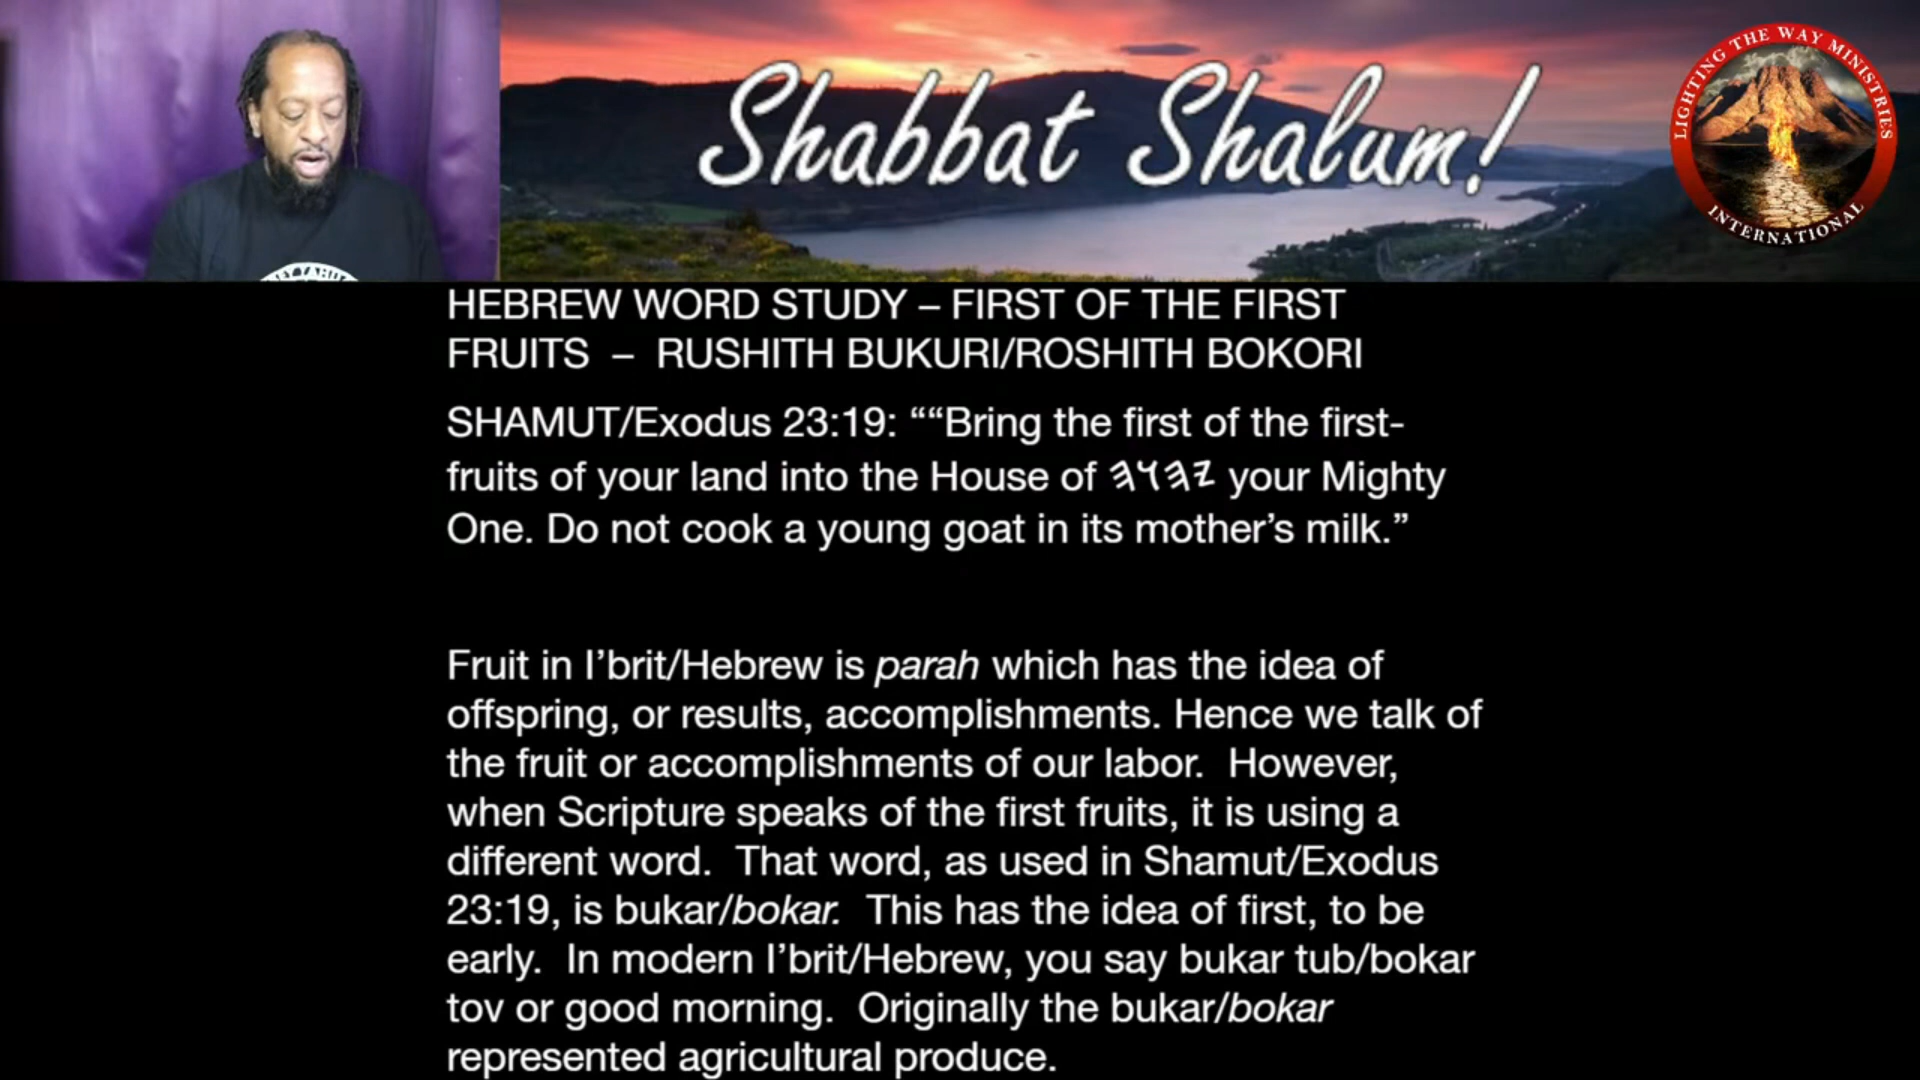 Shabbat Shalum!
LIGHTING THE WAY MINISTRIES
INTERNATIONAL
HEBREW WORD STUDY – FIRST OF THE FIRST
FRUITS – RUSHITH BUKURI/ROSHITH BOKORI
SHAMUT/Exodus 23:19: ““Bring the first of the first-
fruits of your land into the House of 𐤉𐤄𐤅𐤄 your Mighty
One. Do not cook a young goat in its mother’s milk.”
Fruit in I’brit/Hebrew is parah which has the idea of
offspring, or results, accomplishments. Hence we talk of
the fruit or accomplishments of our labor. However,
when Scripture speaks of the first fruits, it is using a
different word. That word, as used in Shamut/Exodus
23:19, is bukar/bokar. This has the idea of first, to be
early. In modern I’brit/Hebrew, you say bukar tub/bokar
tov or good morning. Originally the bukar/bokar
represented agricultural produce.